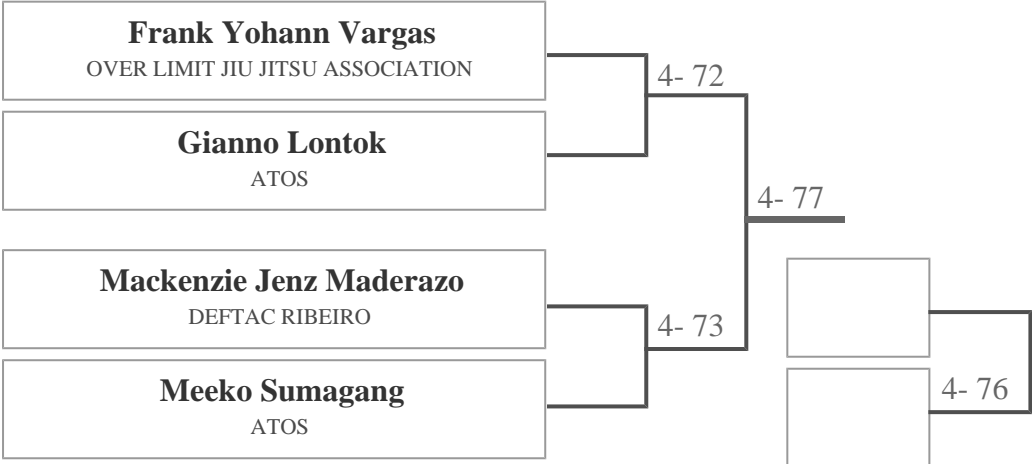 Frank Yohann Vargas
OVER LIMIT JIU JITSU ASSOCIATION
4- 72
Gianno Lontok
ATOS
4- 77
Mackenzie Jenz Maderazo
DEFTAC RIBEIRO
4- 73
Meeko Sumagang
ATOS
4- 76